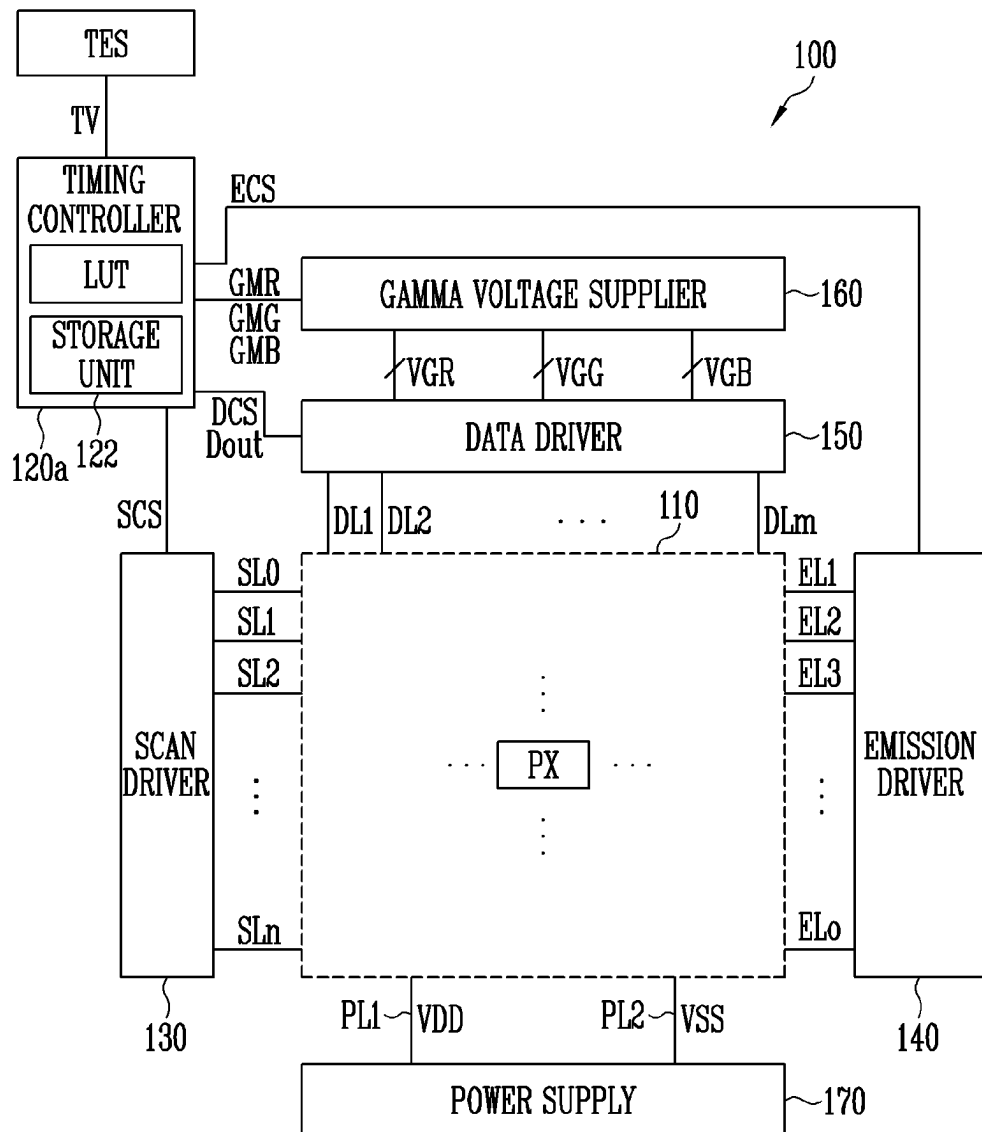 TES
100
TV
TIMING
CONTROLLER
ECS
LUT
GMR
GMG
GMB
GAMMA VOLTAGE SUPPLIER
160
STORAGE
UNIT
VGR
VGG
VGB
DCS
Dout
DATA DRIVER
150
120a
122
SCS
DL1
DL2
. . .
DLm
110
SL0
EL1
SL1
EL2
SL2
EL3
SCAN
DRIVER
PX
EMISSION
DRIVER
SLn
ELo
130
PL1
VDD
PL2
VSS
140
POWER SUPPLY
170